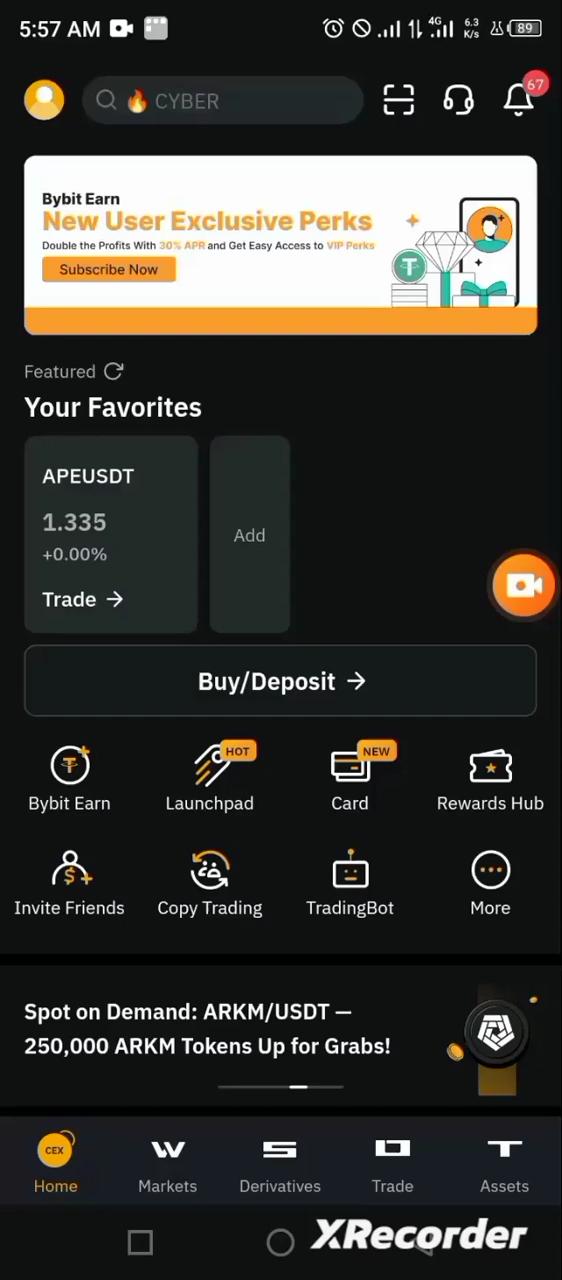 5:57 AM 4G 6.3 K/s 89
67
🔥 CYBER
Bybit Earn
New User Exclusive Perks
Double the Profits With 30% APR and Get Easy Access to VIP Perks
Subscribe Now
Featured
Your Favorites
APEUSDT
1.335
+0.00%
Trade →
Add
Buy/Deposit →
HOT NEW
Bybit Earn Launchpad Card Rewards Hub
Invite Friends Copy Trading TradingBot More
Spot on Demand: ARKM/USDT —
250,000 ARKM Tokens Up for Grabs!
CEX
Home Markets Derivatives Trade Assets
XRecorder